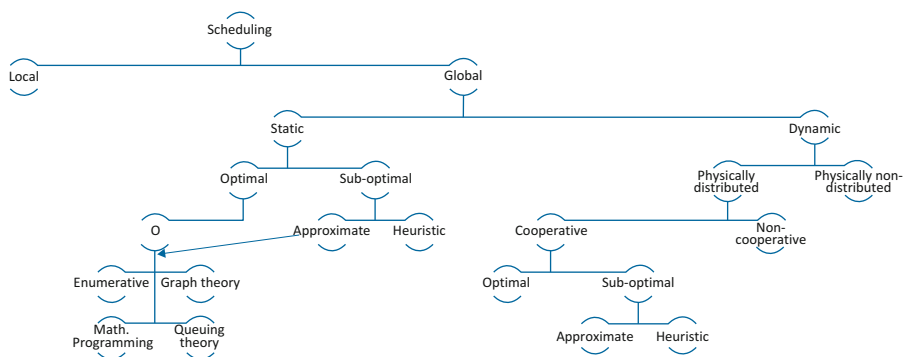 Scheduling
Local
Global
Static
Dynamic
Optimal
Sub-optimal
Physically
distributed
Physically non-
distributed
O
Approximate
Heuristic
Cooperative
Non-
cooperative
Enumerative
Graph theory
Optimal
Sub-optimal
Math.
Programming
Queuing
theory
Approximate
Heuristic